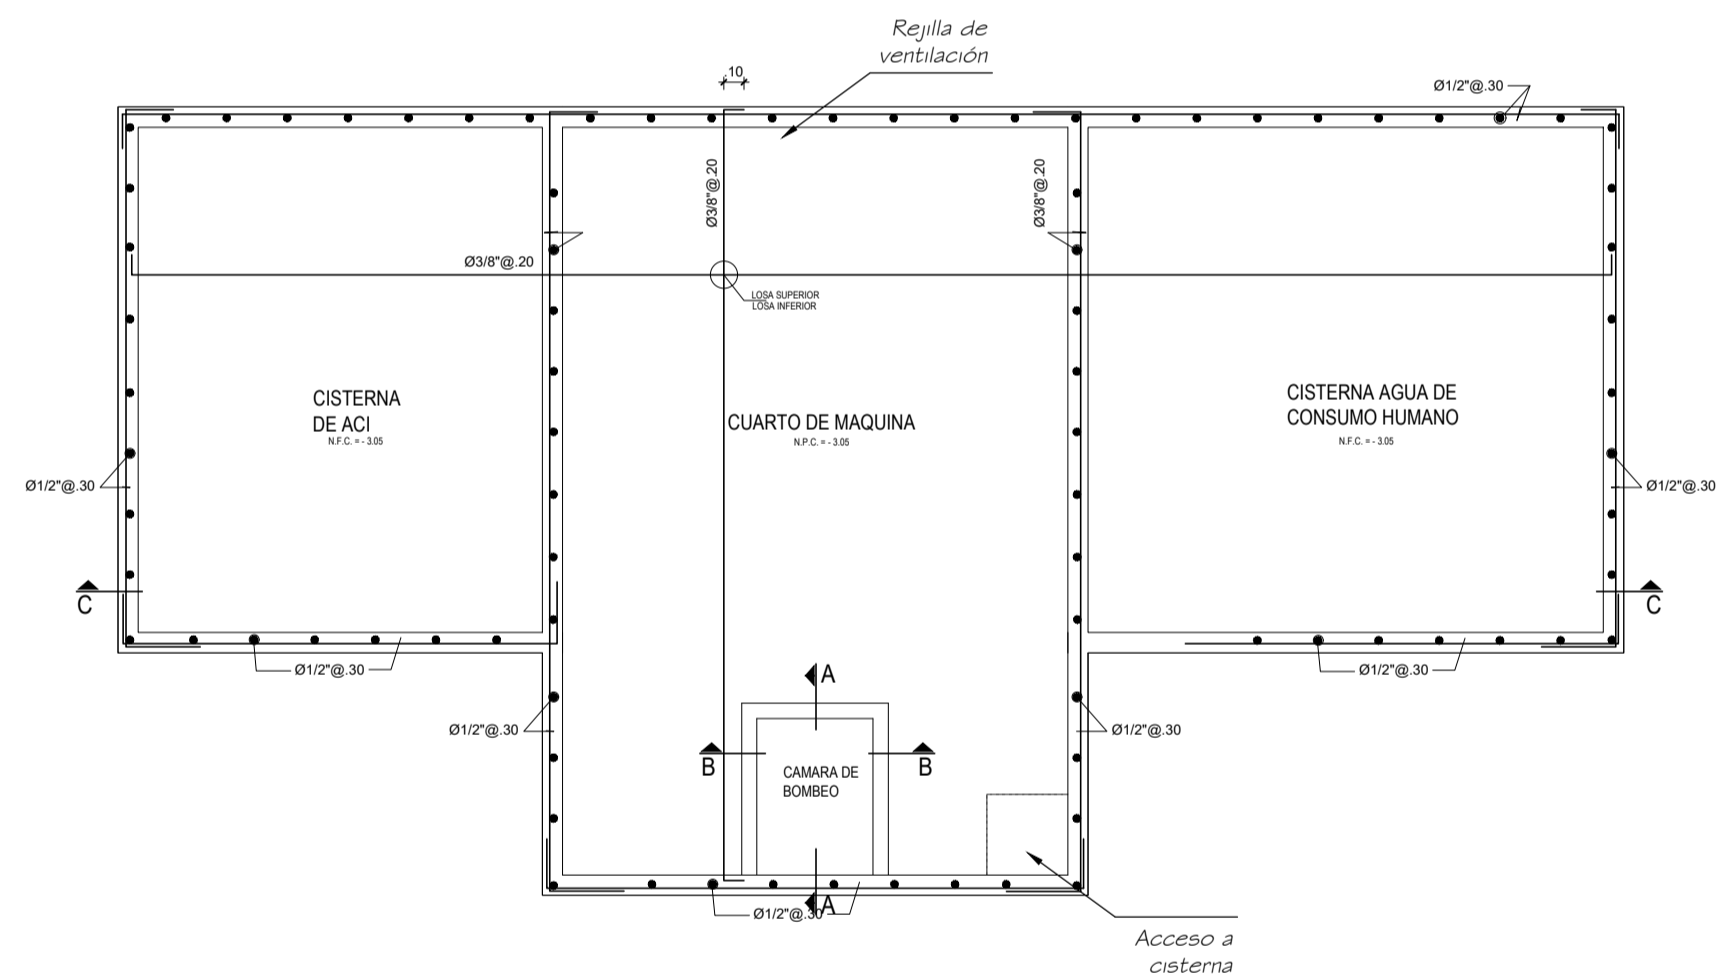 Rejilla de
ventilación
.10
Ø1/2"@.30
Ø3/8"@.20
Ø3/8"@.20
Ø3/8"@.20
LOSA SUPERIOR
LOSA INFERIOR
CISTERNA
DE ACI
N.F.C. = - 3.05
CUARTO DE MAQUINA
N.P.C. = - 3.05
CISTERNA AGUA DE
CONSUMO HUMANO
N.F.C. = - 3.05
Ø1/2"@.30
Ø1/2"@.30
C
C
Ø1/2"@.30
Ø1/2"@.30
A
Ø1/2"@.30
Ø1/2"@.30
B
B
CAMARA DE
BOMBEO
Ø1/2"@.30
A
Acceso a
cisterna